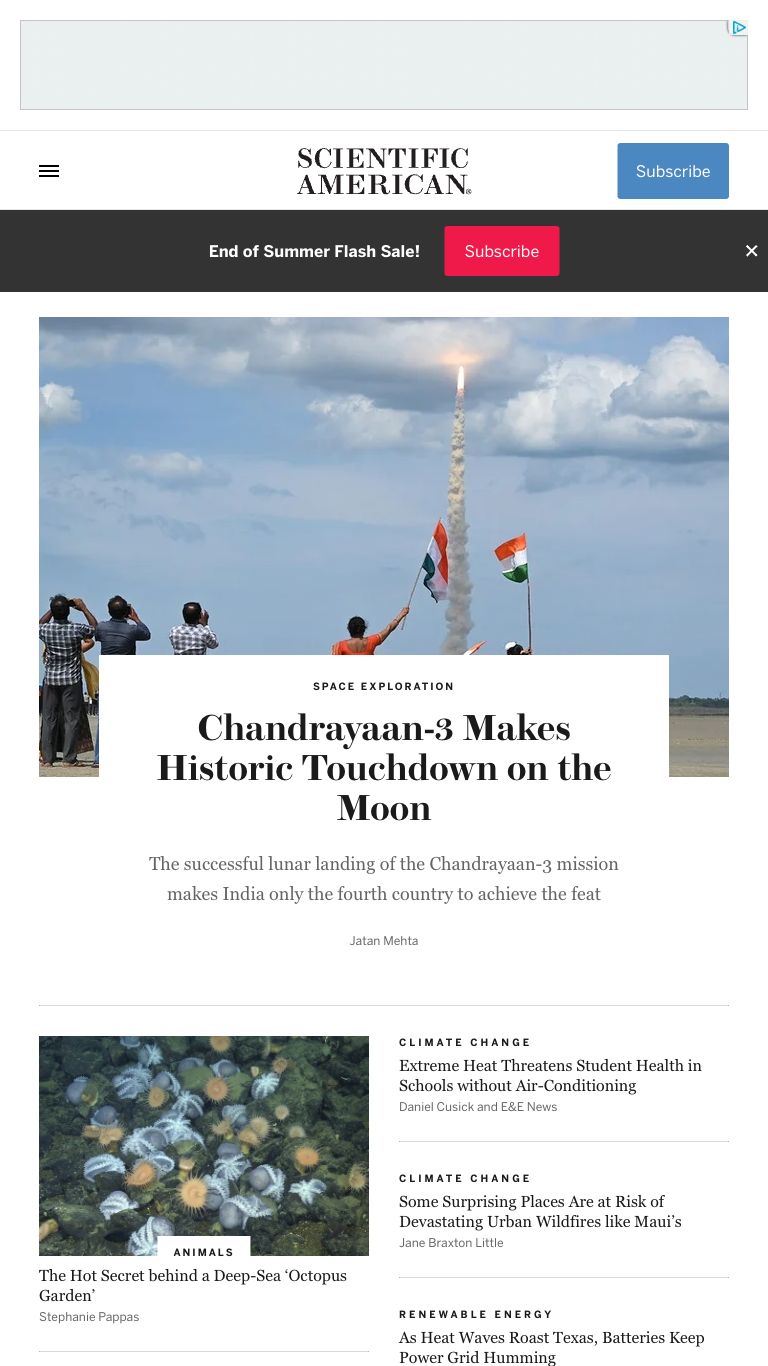 SCIENTIFIC
AMERICAN®
Subscribe
End of Summer Flash Sale!
Subscribe
SPACE EXPLORATION
Chandrayaan-3 Makes
Historic Touchdown on the
Moon
The successful lunar landing of the Chandrayaan-3 mission
makes India only the fourth country to achieve the feat
Jatan Mehta
ANIMALS
The Hot Secret behind a Deep-Sea ‘Octopus
Garden’
Stephanie Pappas
CLIMATE CHANGE
Extreme Heat Threatens Student Health in
Schools without Air-Conditioning
Daniel Cusick and E&E News
CLIMATE CHANGE
Some Surprising Places Are at Risk of
Devastating Urban Wildfires like Maui’s
Jane Braxton Little
RENEWABLE ENERGY
As Heat Waves Roast Texas, Batteries Keep
Power Grid Humming